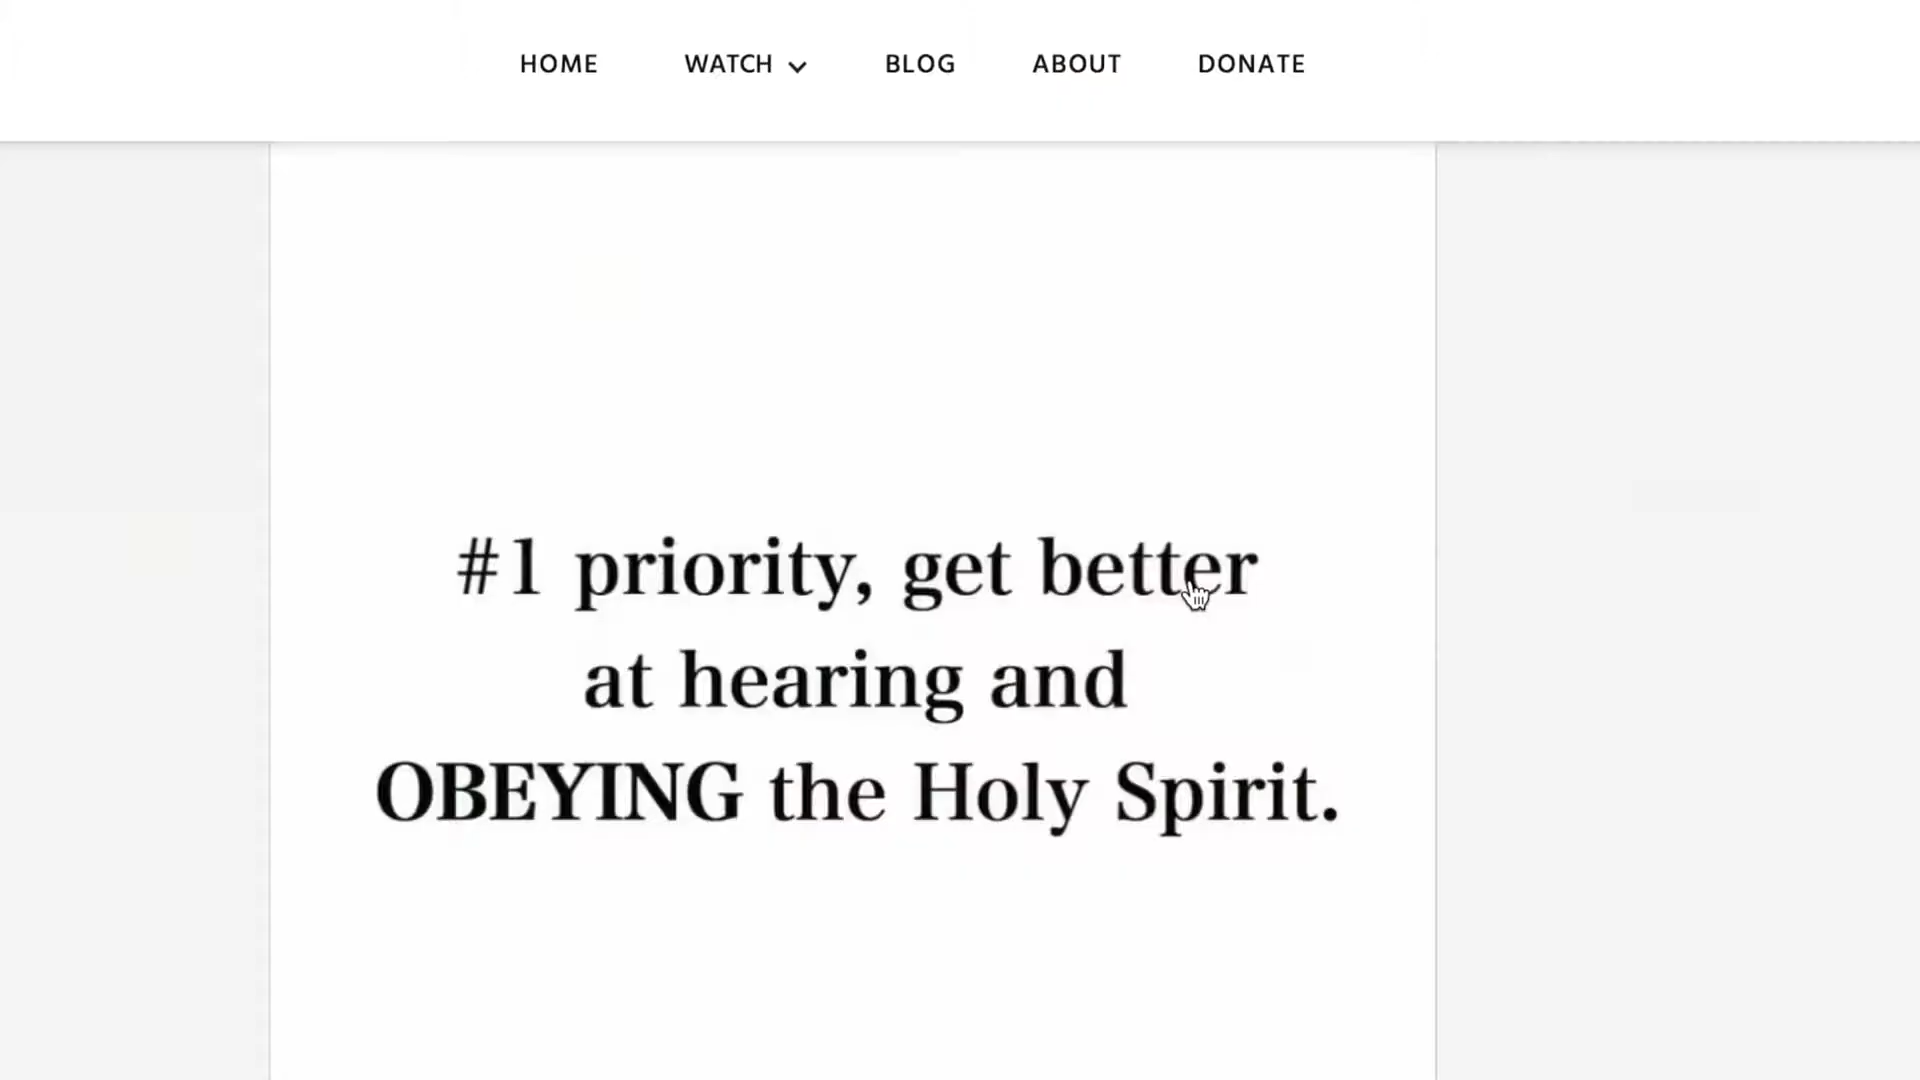 HOME WATCH BLOG ABOUT DONATE
#1 priority, get better
at hearing and
OBEYING the Holy Spirit.